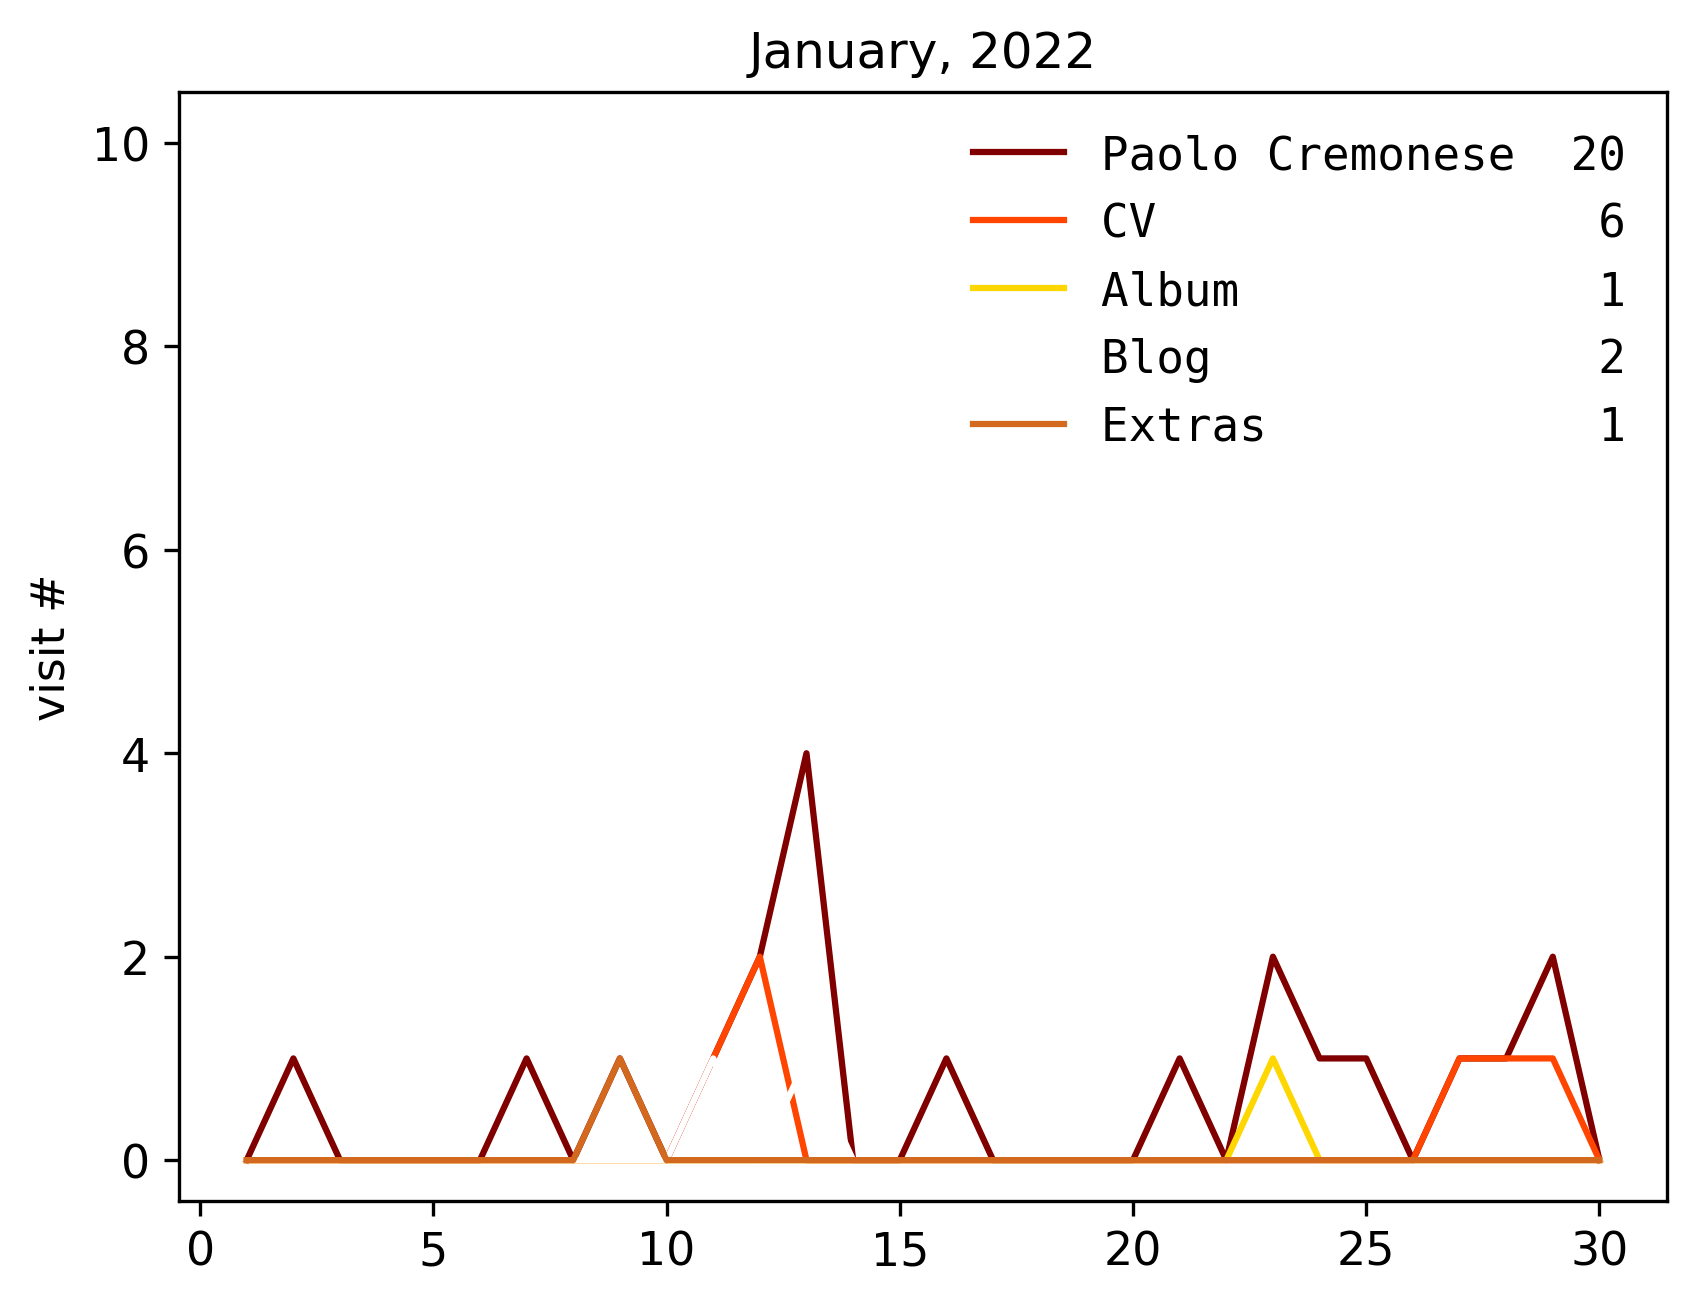 January, 2022
10
8
6
4
2
0
visit #
Paolo Cremonese 20
CV 6
Album 1
Blog 2
Extras 1
0 5 10 15 20 25 30